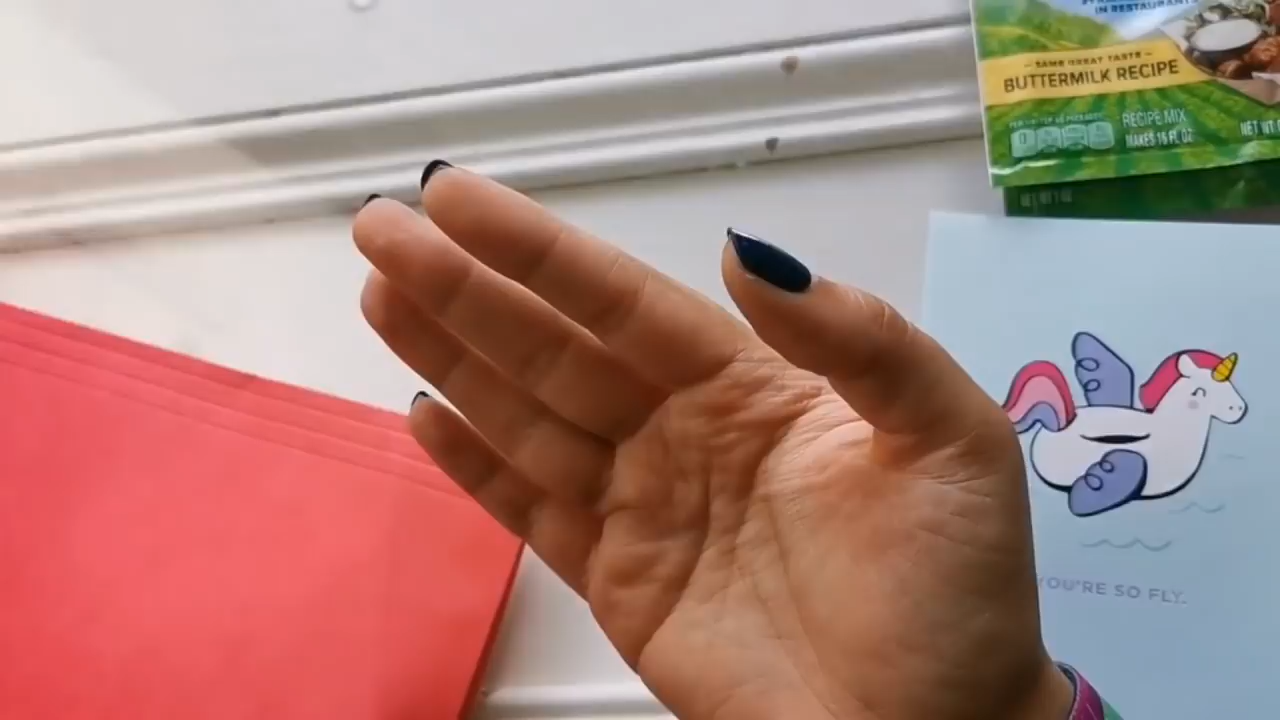 IN RESTAURANTS
— SAME GREAT TASTE —
BUTTERMILK RECIPE
RECIPE MIX
MAKES 16 FL OZ
NET WT
YOU'RE SO FLY.